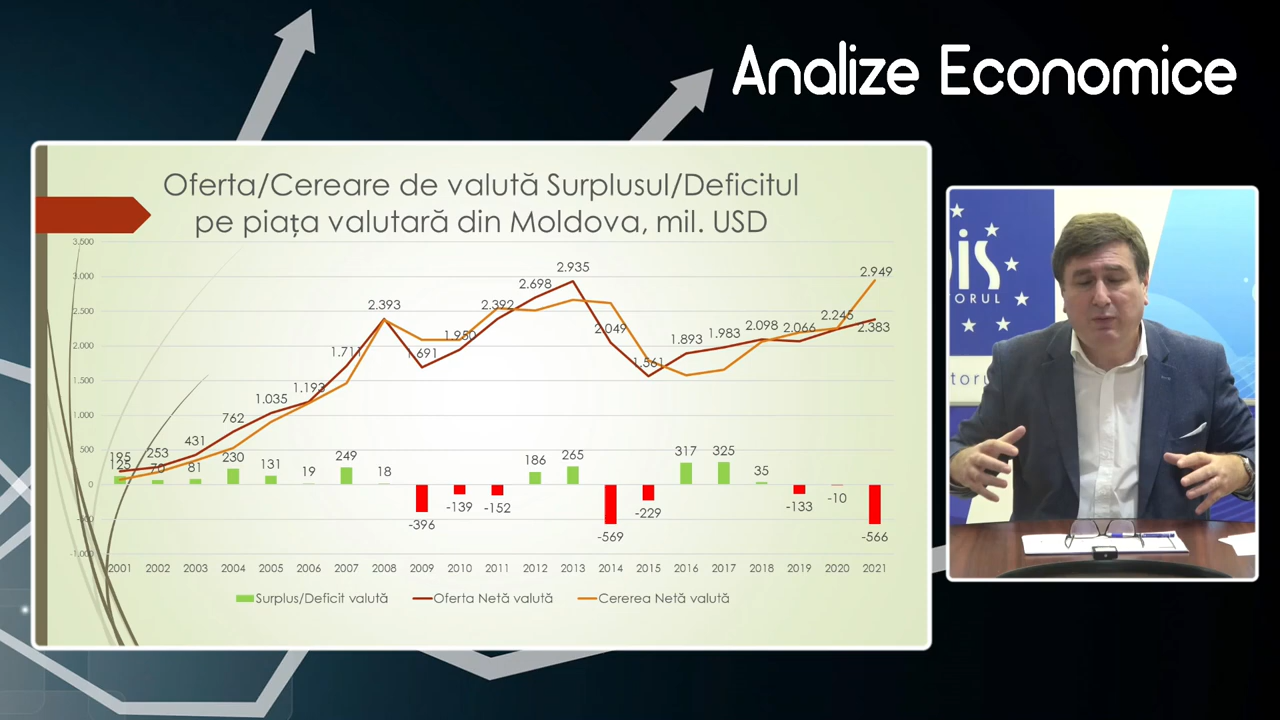 Analize Economice
Oferta/Cereare de valută Surplusul/Deficitul
pe piața valutară din Moldova, mil. USD
3,500
3,000
2,500
2,000
1,500
1,000
500
0
-500
-1,000
195 253 431 762 1.035 1.193 1.711 2.393 1.691 1.950 2.392 2.698 2.935 2.049 1.561 1.893 1.983 2.098 2.066 2.245 2.383
2.949
125 70 81 230 131 19 249 18 -396 -139 -152 186 265 -569 -229 317 325 35 -133 -10 -566
2001 2002 2003 2004 2005 2006 2007 2008 2009 2010 2011 2012 2013 2014 2015 2016 2017 2018 2019 2020 2021
Surplus/Deficit valută Oferta Netă valută Cererea Netă valută
TORUL